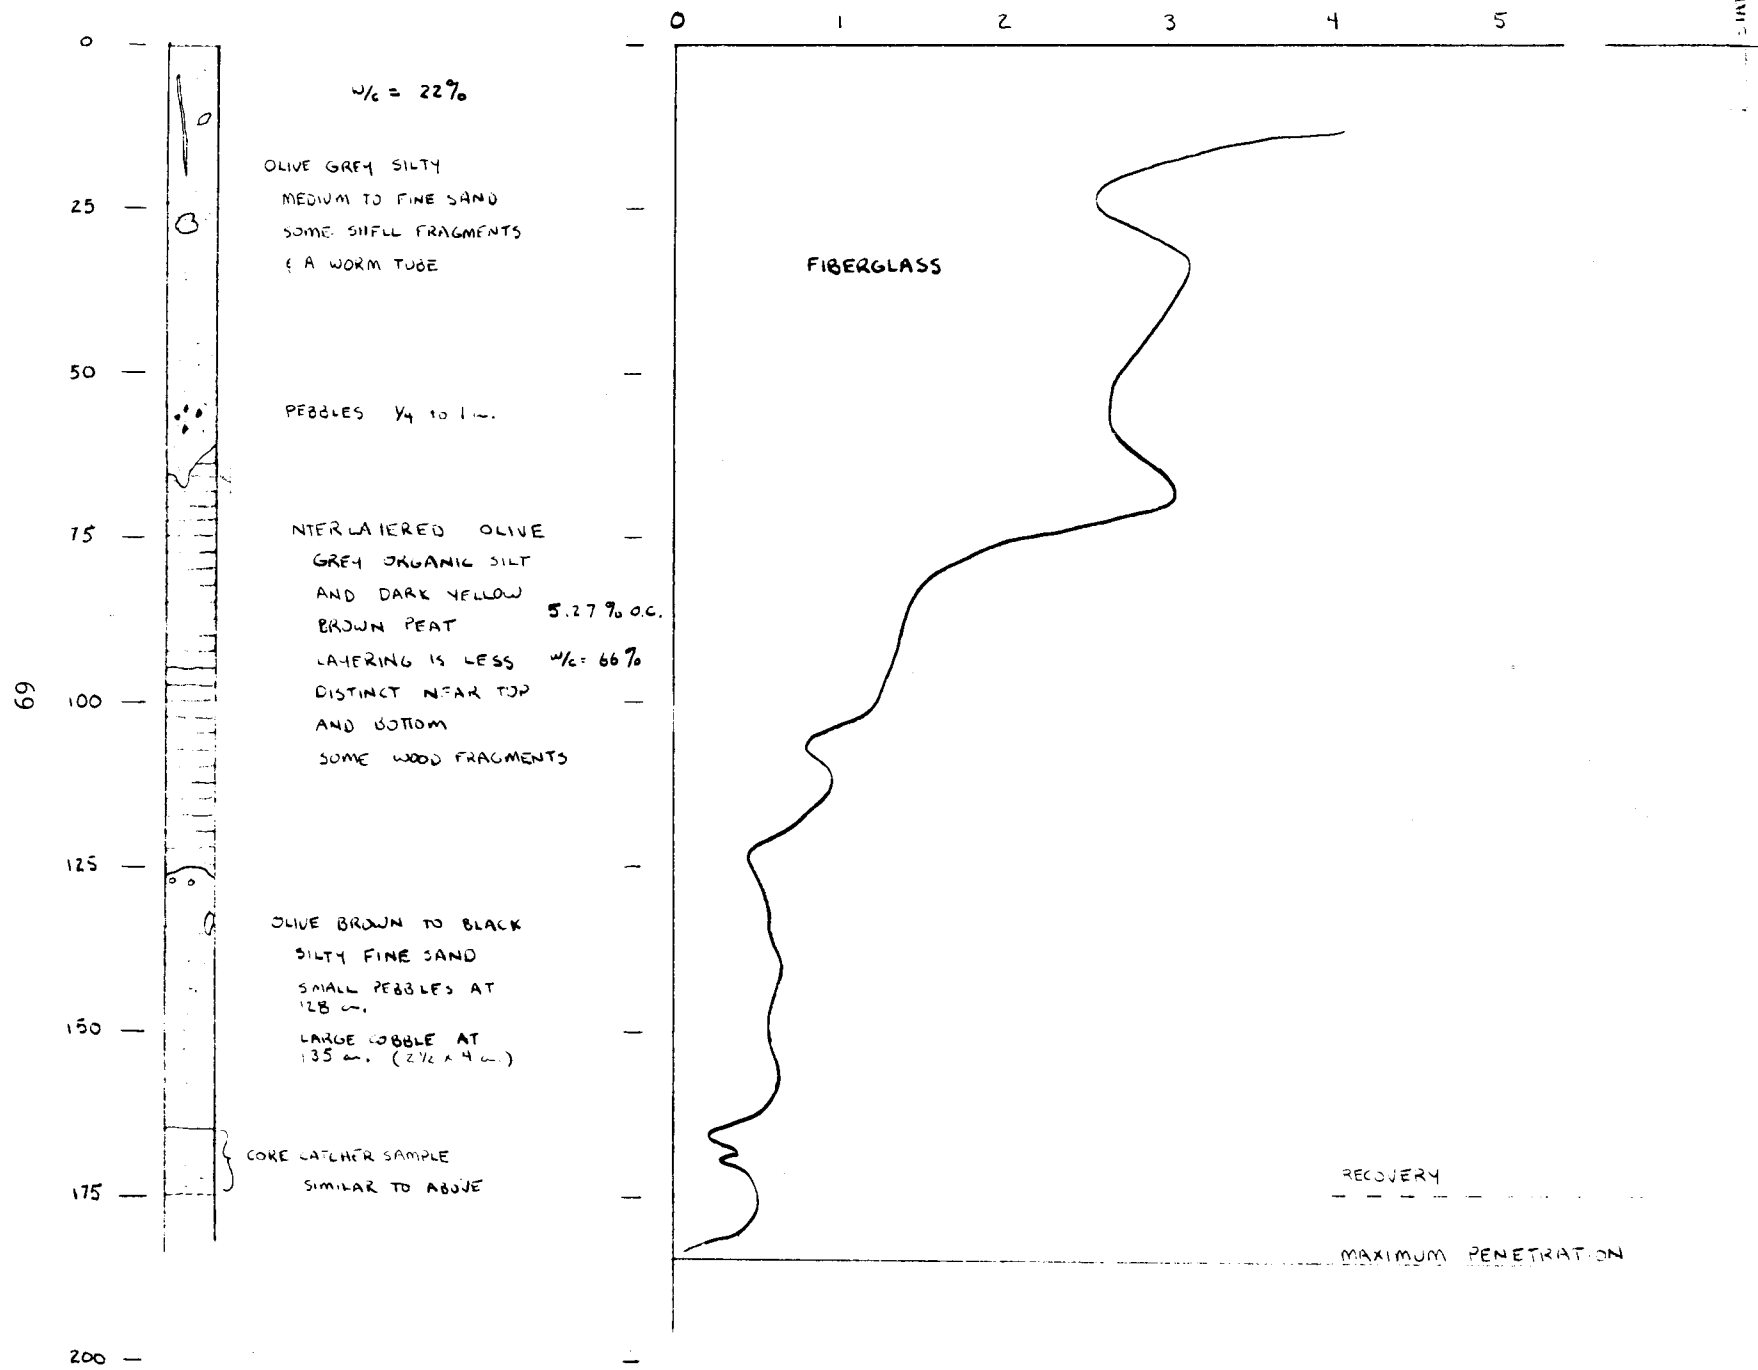 0 1 2 3 4 5
0
w/c = 22%
OLIVE GREY SILTY
MEDIUM TO FINE SAND
25
SOME SHELL FRAGMENTS
& A WORM TUBE
FIBERGLASS
50
PEBBLES 1/4 to 1 cm.
75
NTERLAYERED OLIVE
GREY ORGANIC SILT
AND DARK YELLOW
5.27% O.C.
BROWN PEAT
LAYERING IS LESS w/c = 66%
DISTINCT NEAR TOP
69
100
AND BOTTOM
SOME WOOD FRAGMENTS
125
OLIVE BROWN TO BLACK
SILTY FINE SAND
SMALL PEBBLES AT
128 cm.
150
LARGE COBBLE AT
135 cm. (2 1/2 x 4 cm.)
CORE CATCHER SAMPLE
SIMILAR TO ABOVE
175
RECOVERY
MAXIMUM PENETRATION
200